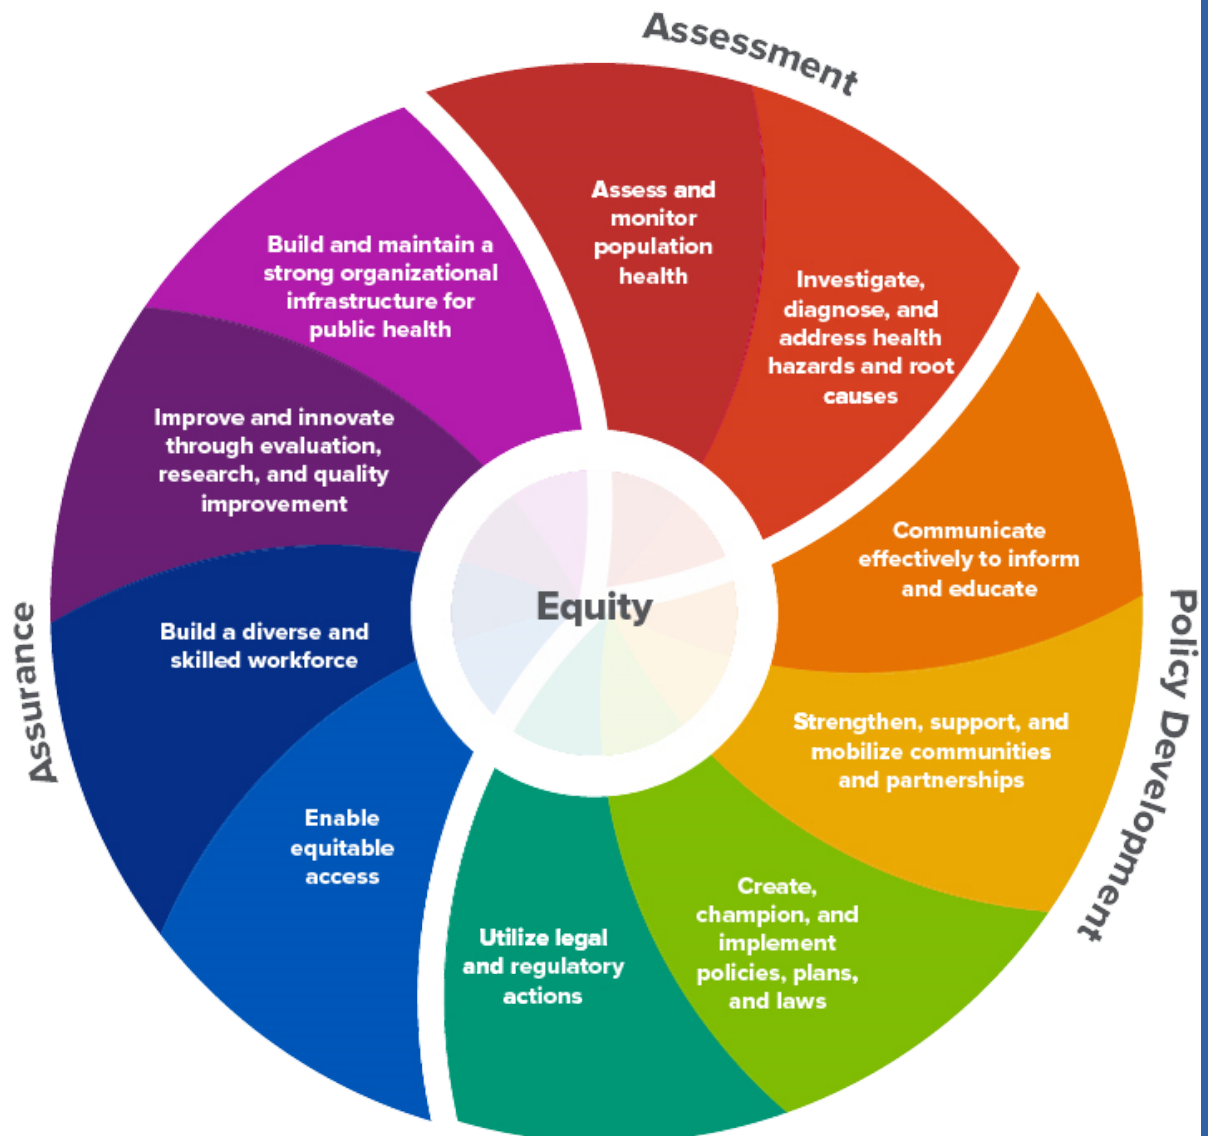 Assessment
Assess and
monitor
population
health
Investigate,
diagnose, and
address health
hazards and root
causes
Policy Development
Communicate
effectively to inform
and educate
Strengthen, support, and
mobilize communities
and partnerships
Create,
champion, and
implement
policies, plans,
and laws
Utilize legal
and regulatory
actions
Assurance
Enable
equitable
access
Build a diverse and
skilled workforce
Improve and innovate
through evaluation,
research, and quality
improvement
Build and maintain a
strong organizational
infrastructure for
public health
Equity